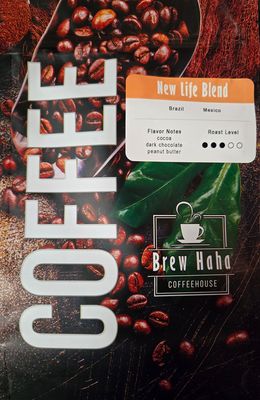 COFFEE
New Life Blend
Brazil Mexico
Flavor Notes Roast Level
cocoa
dark chocolate
peanut butter
Brew Haha
COFFEEHOUSE